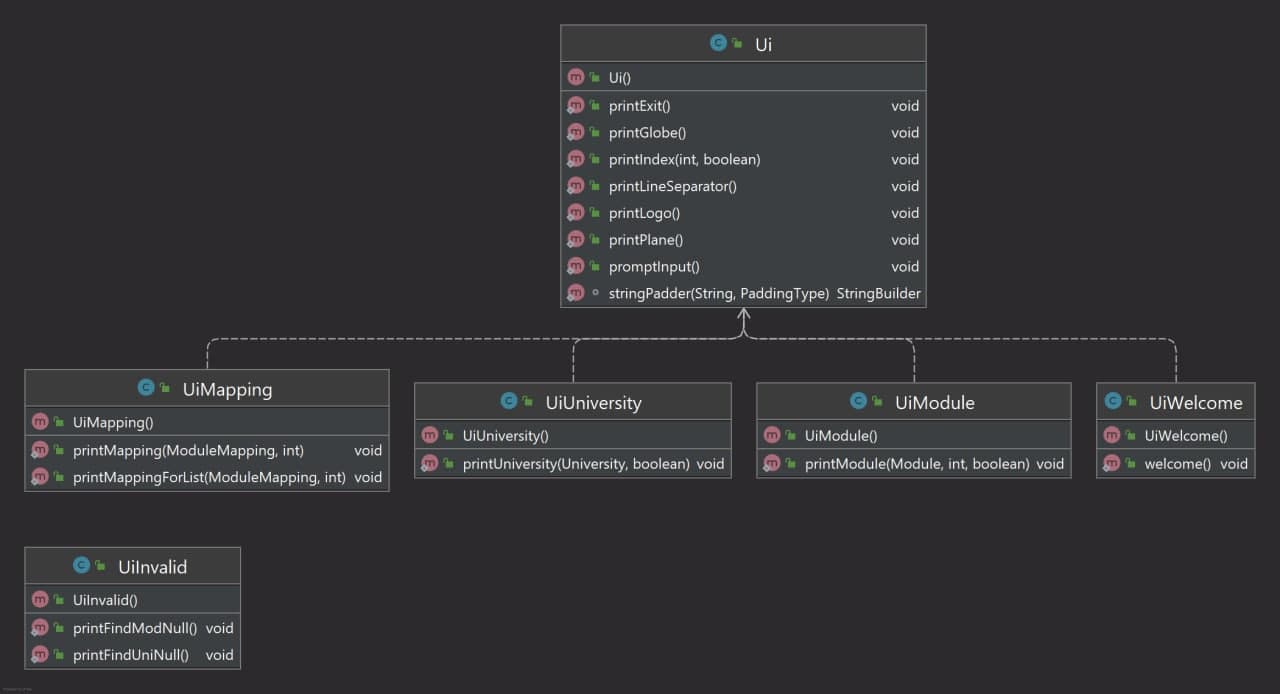 Ui
Ui()
printExit() void
printGlobe() void
printIndex(int, boolean) void
printLineSeparator() void
printLogo() void
printPlane() void
promptInput() void
stringPadder(String, PaddingType) StringBuilder
UiMapping
UiMapping()
printMapping(ModuleMapping, int) void
printMappingForList(ModuleMapping, int) void
UiUniversity
UiUniversity()
printUniversity(University, boolean) void
UiModule
UiModule()
printModule(Module, int, boolean) void
UiWelcome
UiWelcome()
welcome() void
UiInvalid
UiInvalid()
printFindModNull() void
printFindUniNull() void